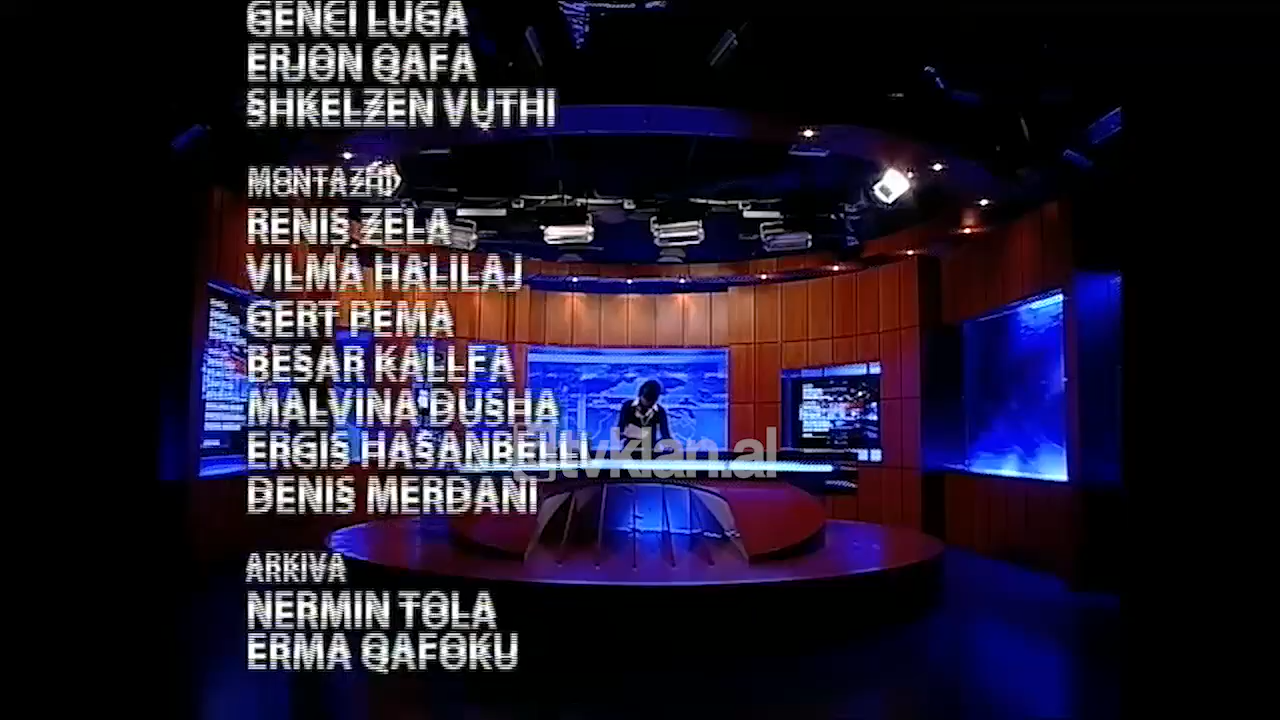 GENCI LUGA
ERJON QAFA
SHKELZEN VUTHI
RENIS ZELA
VILMA HALILAJ
GERT PEMA
BESAR KALLFA
MALVINA DUSHA
ERGIS HASANBELLI
DENIS MERDANI
tvklan.al
ARKIVA
NERMIN TOLA
ERMA QAFOKU